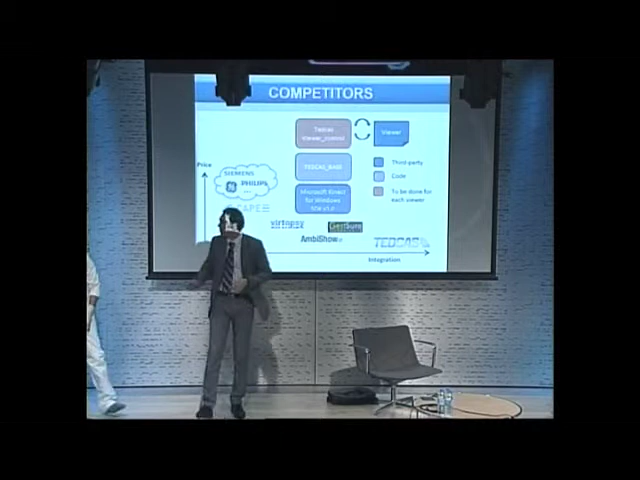 COMPETITORS
Tedcas
viewer_control
Viewer
TEDCAS_BASE
Microsoft Kinect
for Windows
Third-party
Code
To be done for
each viewer
Price
SIEMENS
PHILIPS
...
virtopsy
GestSure
AmbiShow
TEDCAS
Integration